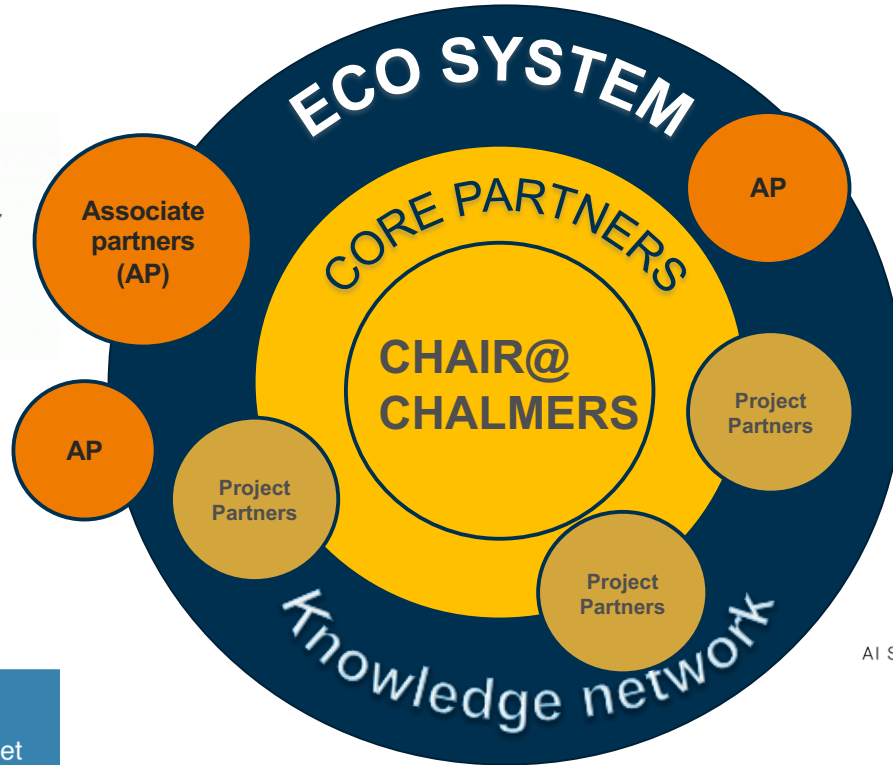 ECO SYSTEM
CORE PARTNERS
Associate
partners
(AP)
AP
CHAIR@
CHALMERS
AP
Project
Partners
Project
Partners
Project
Partners
Knowledge network
AI S
et